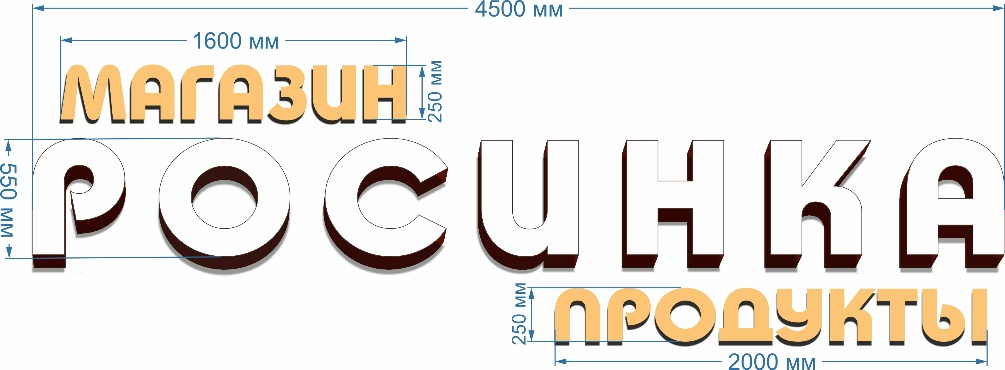 4500 мм
1600 мм
МАГАЗИН
250 мм
РОСИНКА
550 мм
ПРОДУКТЫ
250 мм
2000 мм